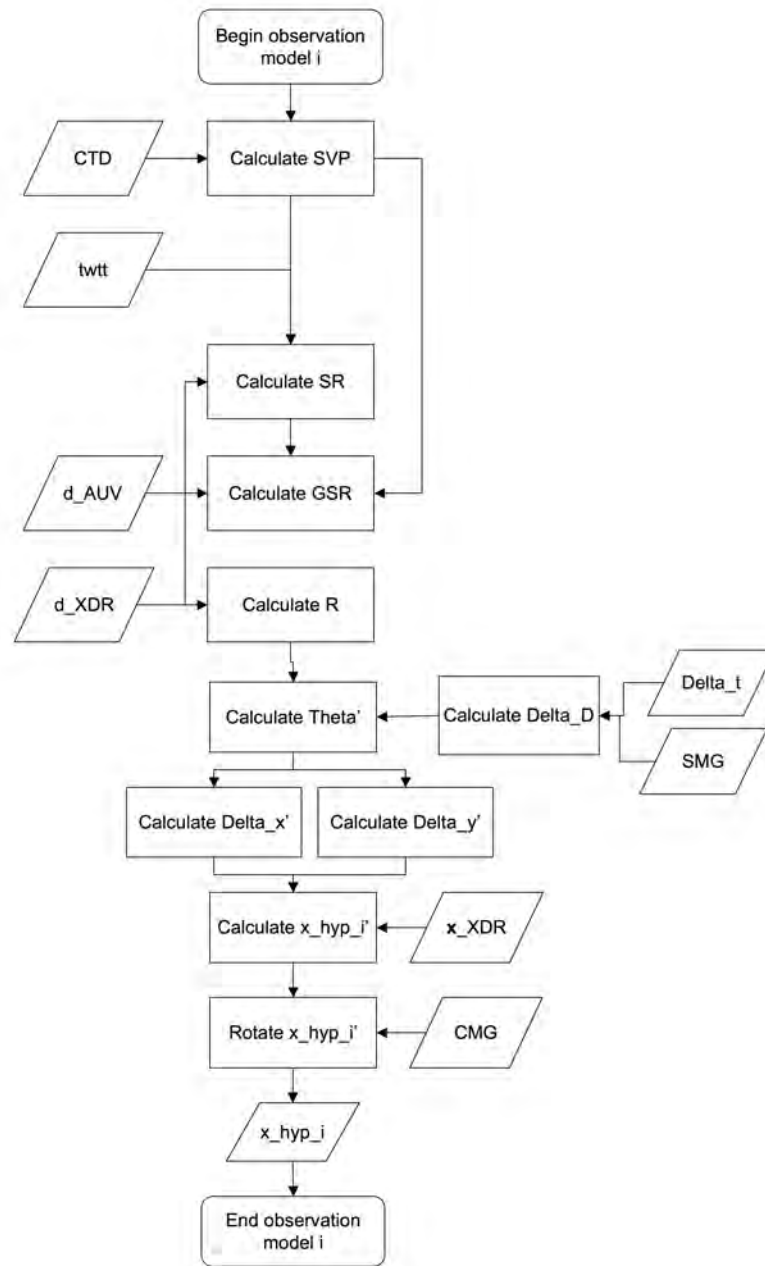 Begin observation
model i
CTD
Calculate SVP
twtt
Calculate SR
d_AUV
Calculate GSR
d_XDR
Calculate R
Calculate Theta'
Calculate Delta_D
Delta_t
SMG
Calculate Delta_x'
Calculate Delta_y'
Calculate x_hyp_i'
x_XDR
Rotate x_hyp_i'
CMG
x_hyp_i
End observation
model i